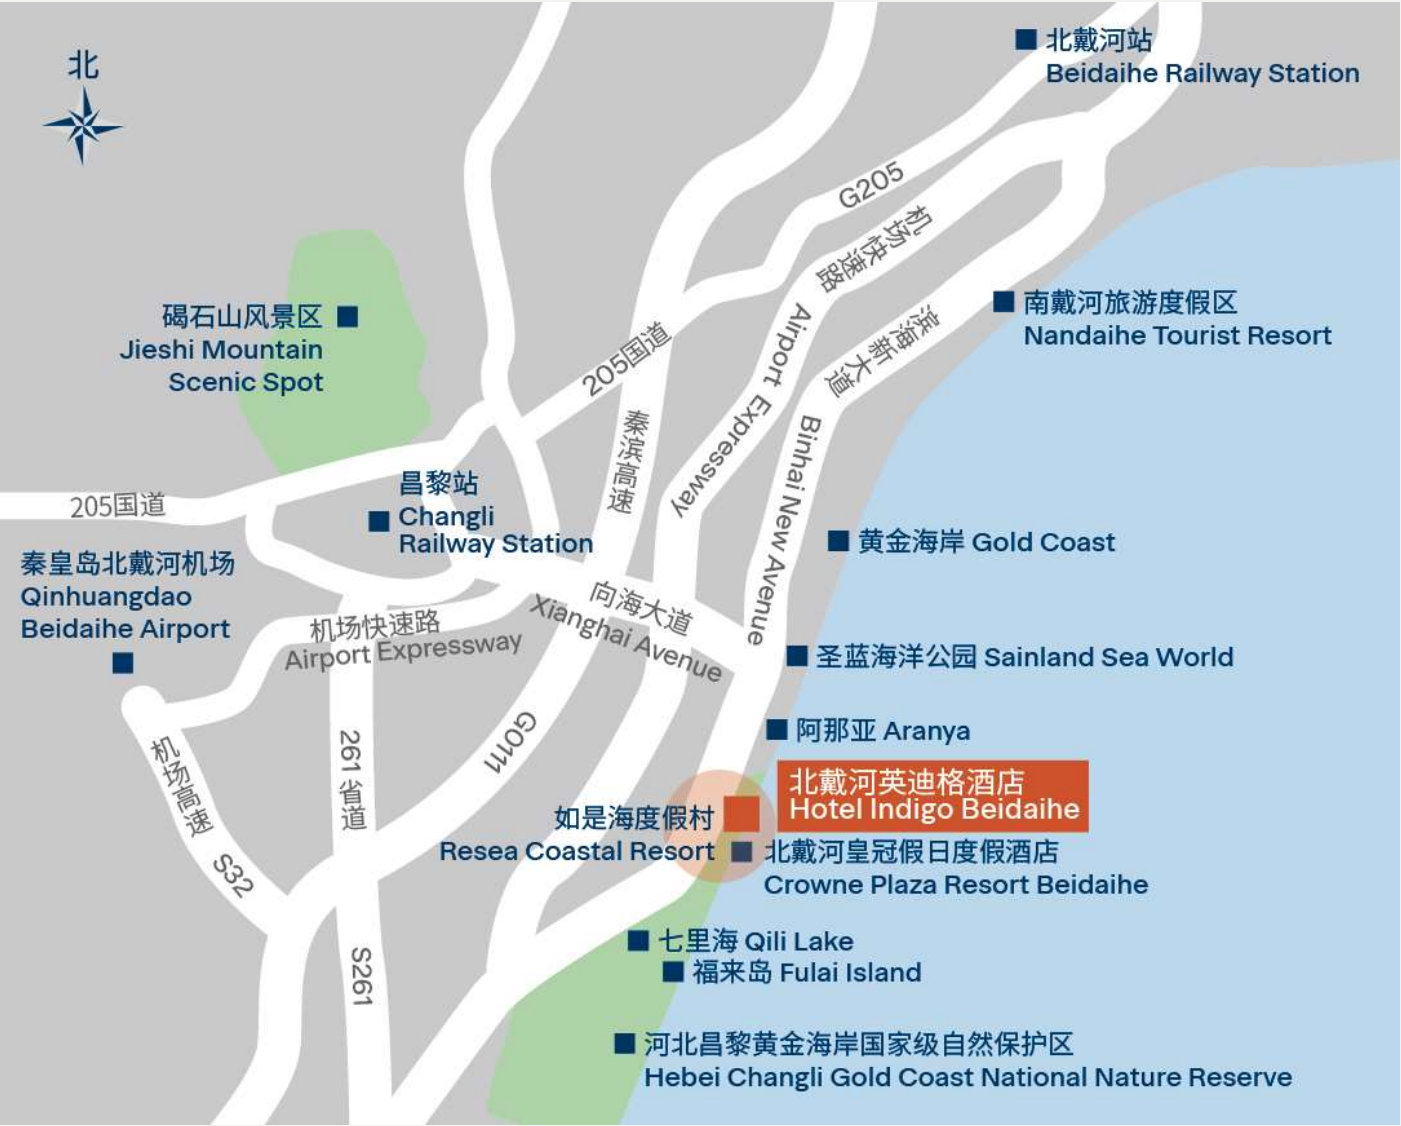 北
北戴河站
Beidaihe Railway Station
G205
机场快速路
Airport Expressway
滨海新大道
Binhai New Avenue
碣石山风景区
Jieshi Mountain
Scenic Spot
南戴河旅游度假区
Nandaihe Tourist Resort
205国道
秦滨高速
205国道
昌黎站
Changli
Railway Station
黄金海岸 Gold Coast
秦皇岛北戴河机场
Qinhuangdao
Beidaihe Airport
向海大道
Xianghai Avenue
机场快速路
Airport Expressway
圣蓝海洋公园 Sainland Sea World
阿那亚 Aranya
G0111
261省道
机场高速
S32
北戴河英迪格酒店
Hotel Indigo Beidaihe
如是海度假村
Resea Coastal Resort
北戴河皇冠假日度假酒店
Crowne Plaza Resort Beidaihe
七里海 Qili Lake
福来岛 Fulai Island
S261
河北昌黎黄金海岸国家级自然保护区
Hebei Changli Gold Coast National Nature Reserve